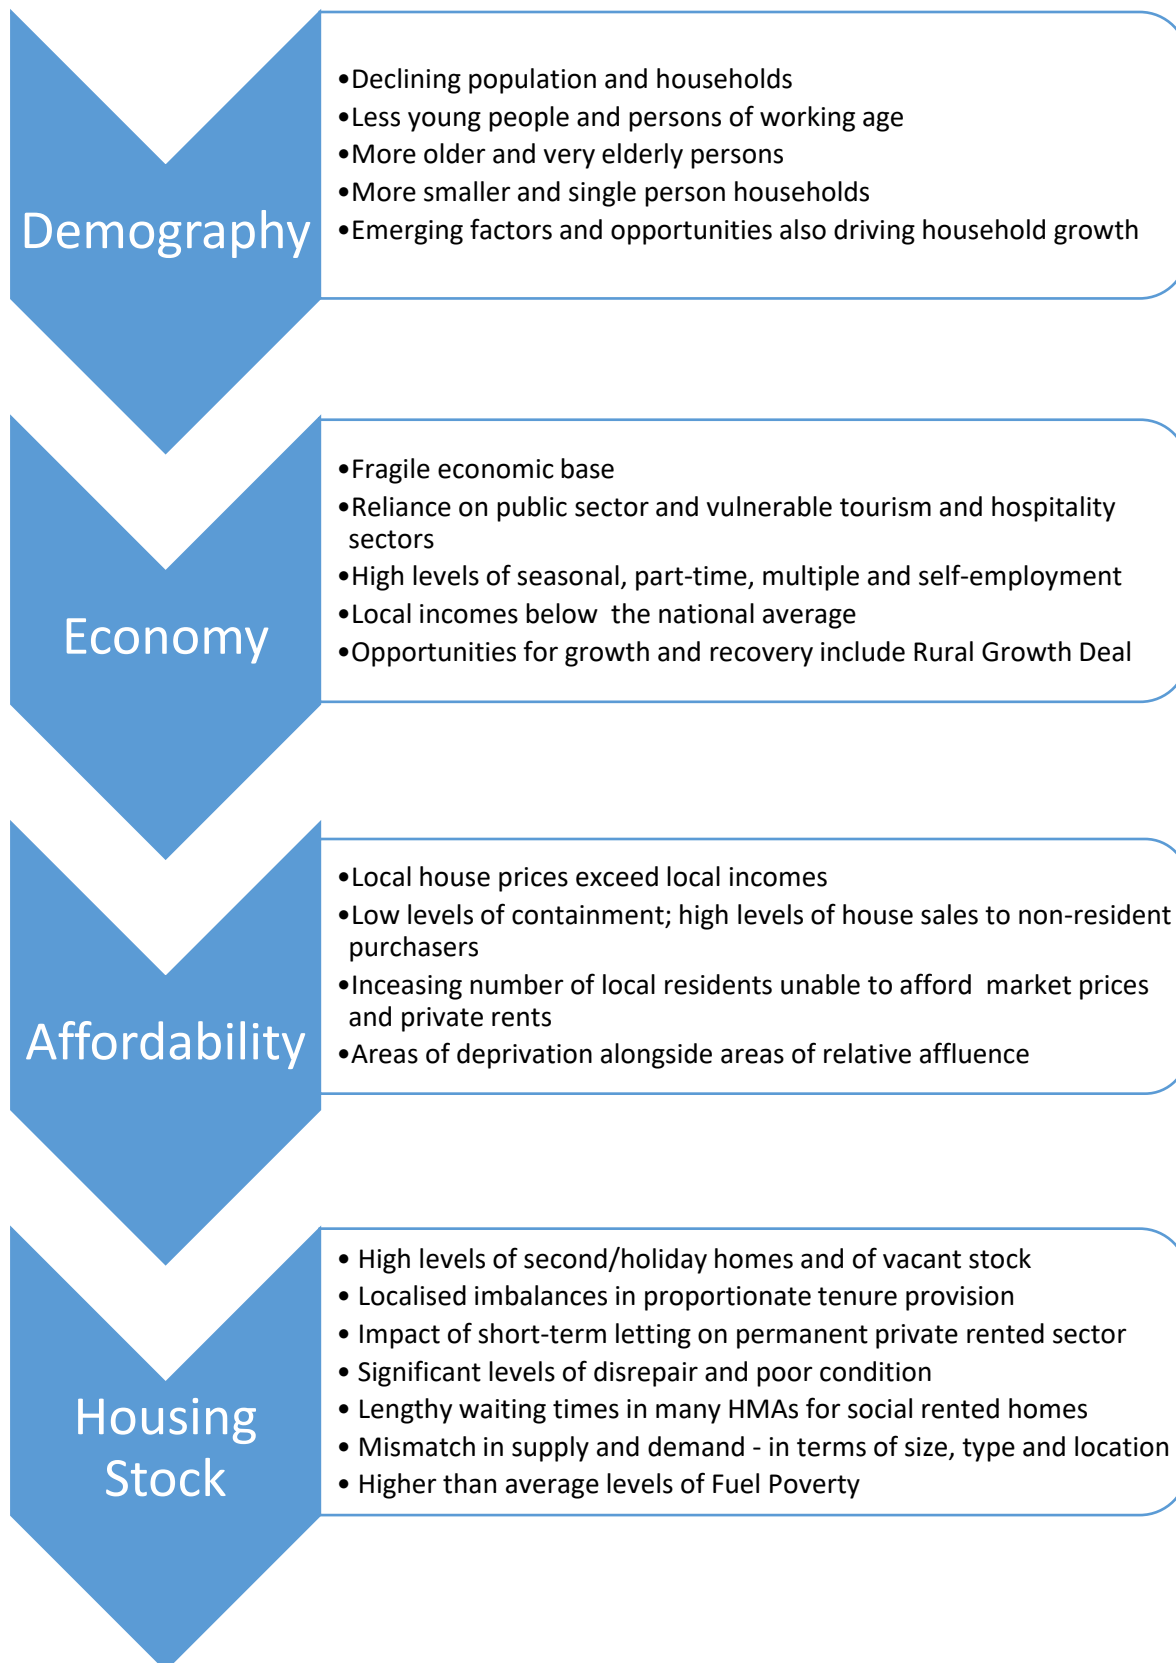 Demography
•Declining population and households
•Less young people and persons of working age
•More older and very elderly persons
•More smaller and single person households
•Emerging factors and opportunities also driving household growth
Economy
•Fragile economic base
•Reliance on public sector and vulnerable tourism and hospitality
sectors
•High levels of seasonal, part-time, multiple and self-employment
•Local incomes below  the national average
•Opportunities for growth and recovery include Rural Growth Deal
Affordability
•Local house prices exceed local incomes
•Low levels of containment; high levels of house sales to non-resident
purchasers
•Inceasing number of local residents unable to afford  market prices
and private rents
•Areas of deprivation alongside areas of relative affluence
Housing
Stock
• High levels of second/holiday homes and of vacant stock
• Localised imbalances in proportionate tenure provision
• Impact of short-term letting on permanent private rented sector
• Significant levels of disrepair and poor condition
• Lengthy waiting times in many HMAs for social rented homes
• Mismatch in supply and demand - in terms of size, type and location
• Higher than average levels of Fuel Poverty